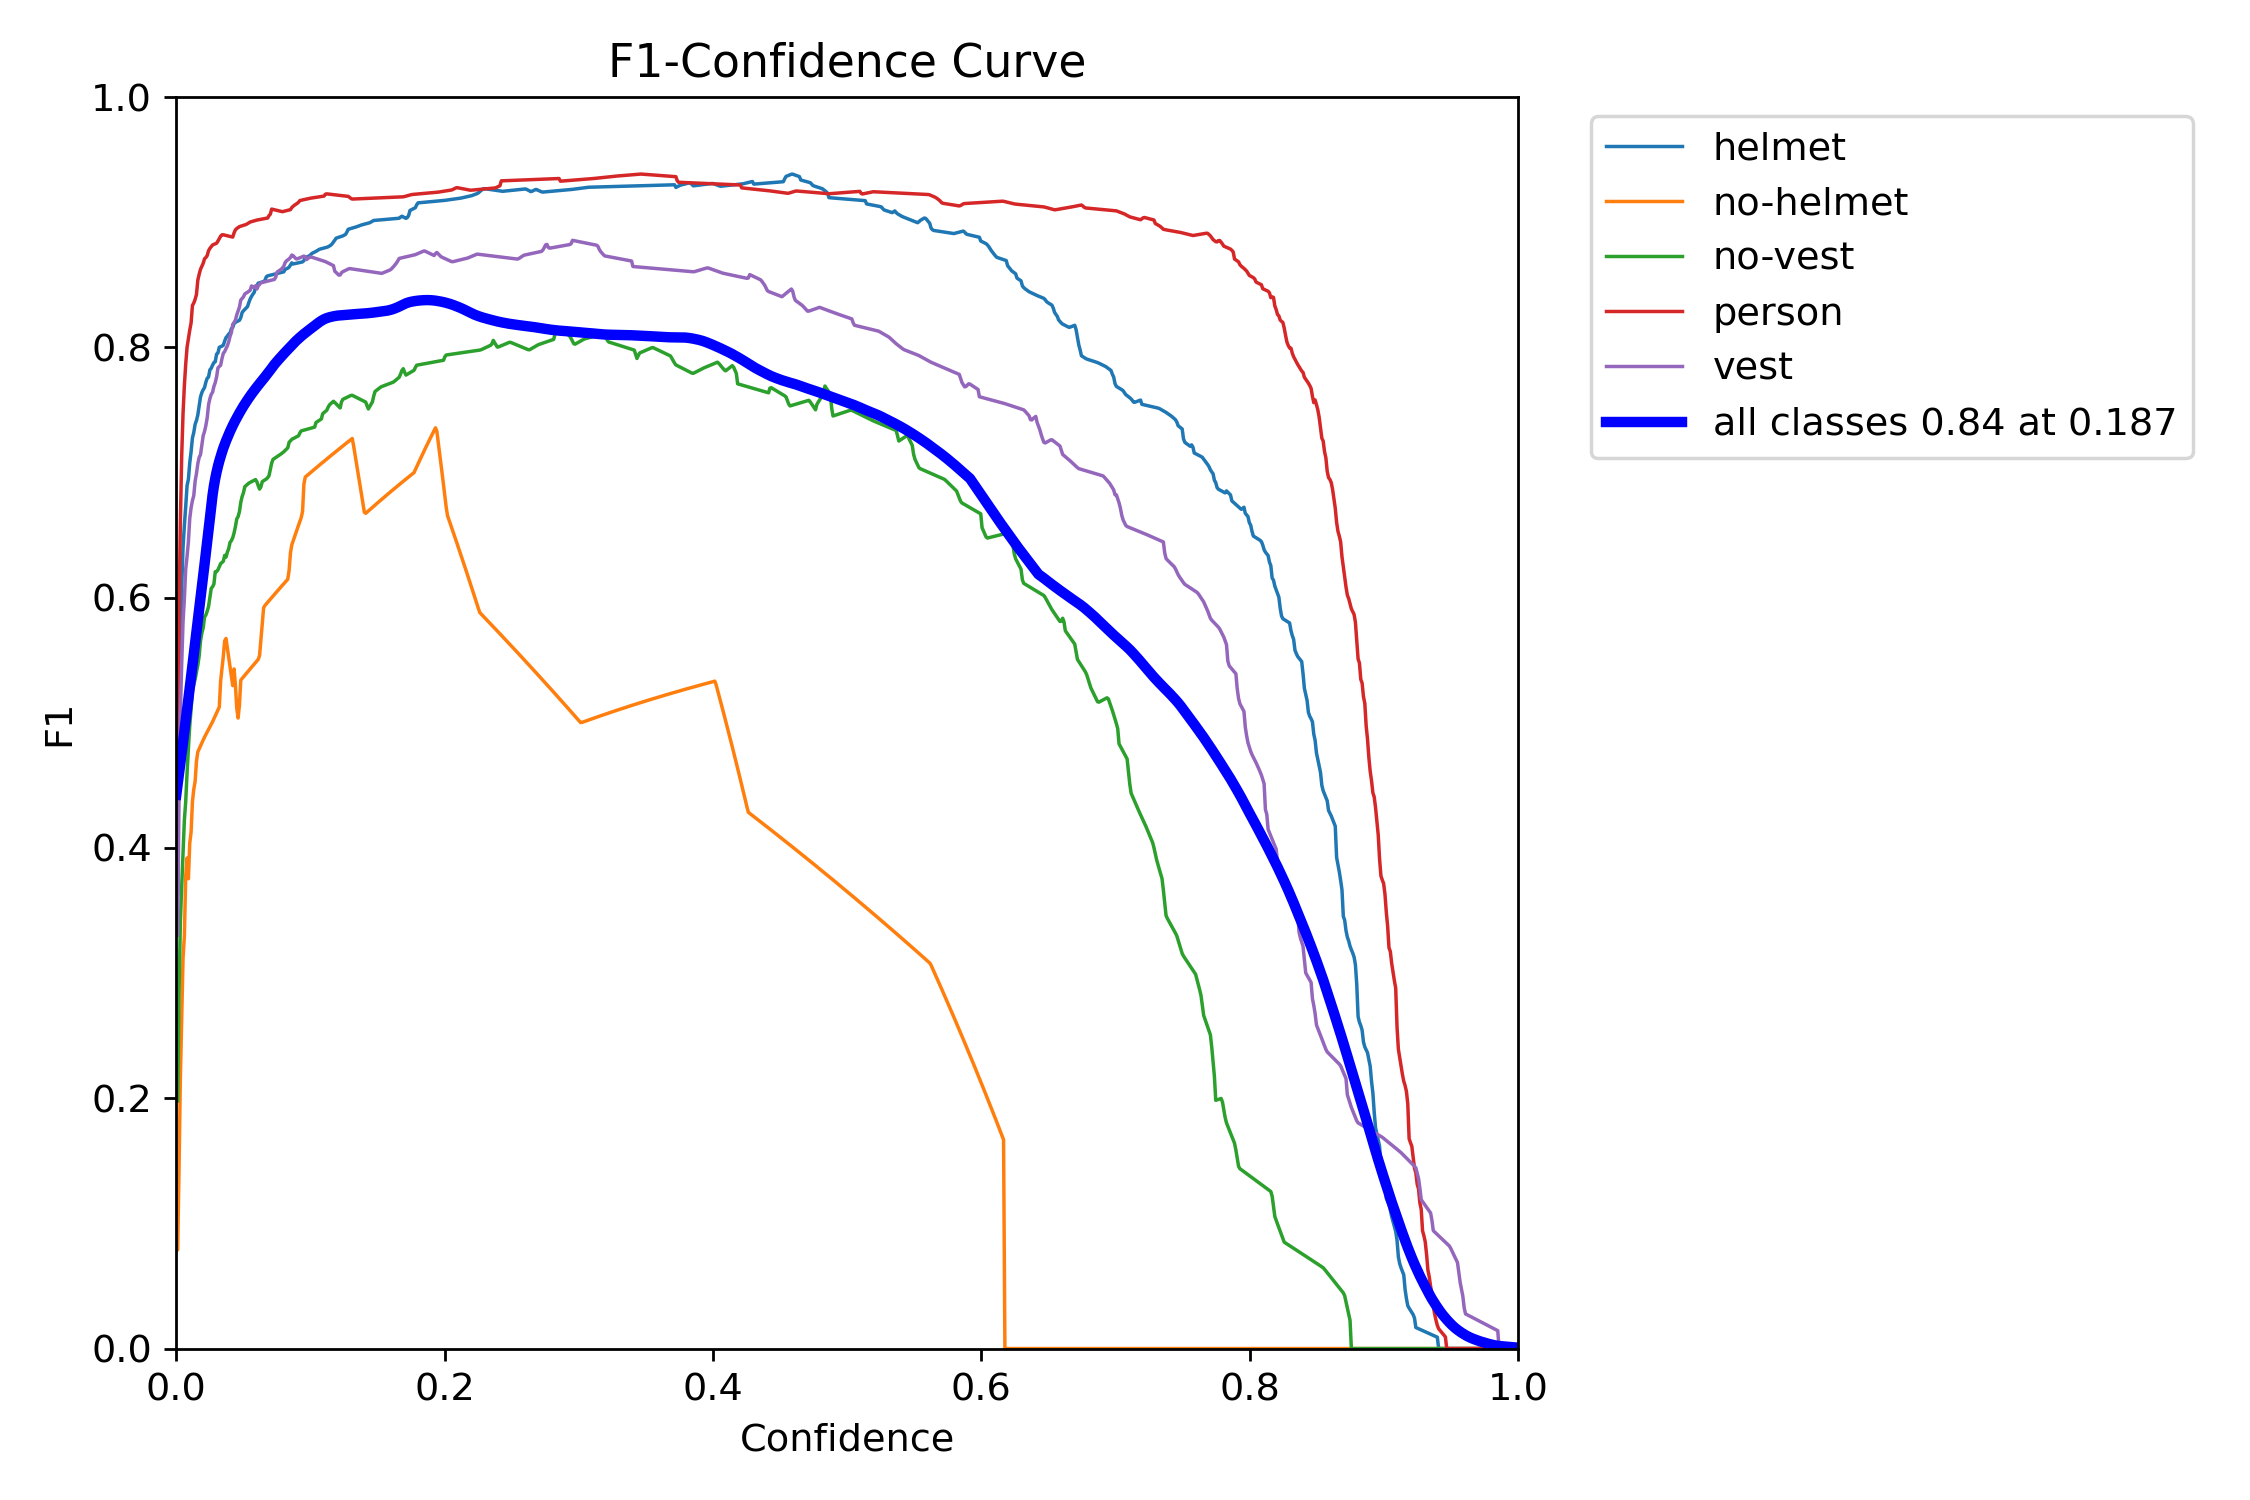 F1-Confidence Curve
1.0
0.8
0.6
0.4
0.2
0.0
F1
0.0 0.2 0.4 0.6 0.8 1.0
Confidence
helmet
no-helmet
no-vest
person
vest
all classes 0.84 at 0.187